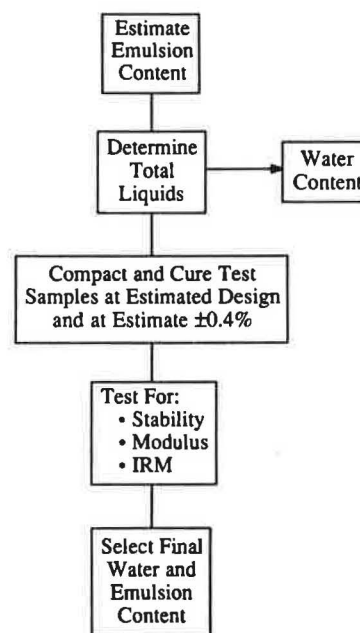 Estimate
Emulsion
Content
Determine
Total
Liquids
Water
Content
Compact and Cure Test
Samples at Estimated Design
and at Estimate ±0.4%
Test For:
• Stability
• Modulus
• IRM
Select Final
Water and
Emulsion
Content